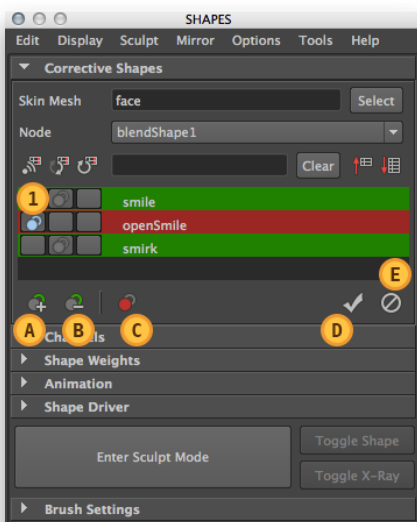 SHAPES
Edit Display Sculpt Mirror Options Tools Help
Corrective Shapes
Skin Mesh face Select
Node blendShape1
Clear
1 smile
openSmile
smirk
E
A B C D
Channels
Shape Weights
Animation
Shape Driver
Enter Sculpt Mode Toggle Shape
Toggle X-Ray
Brush Settings